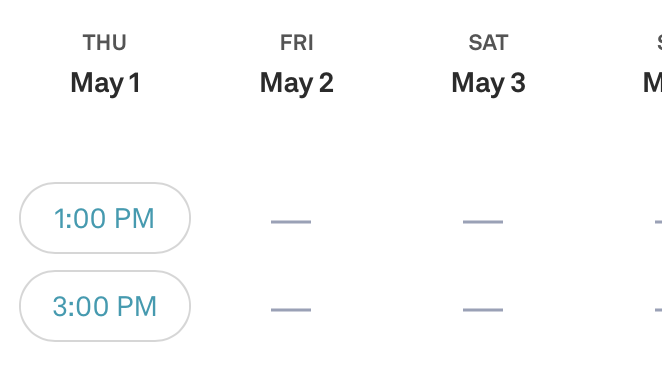 THU FRI SAT
May 1 May 2 May 3
1:00 PM — —
3:00 PM — —